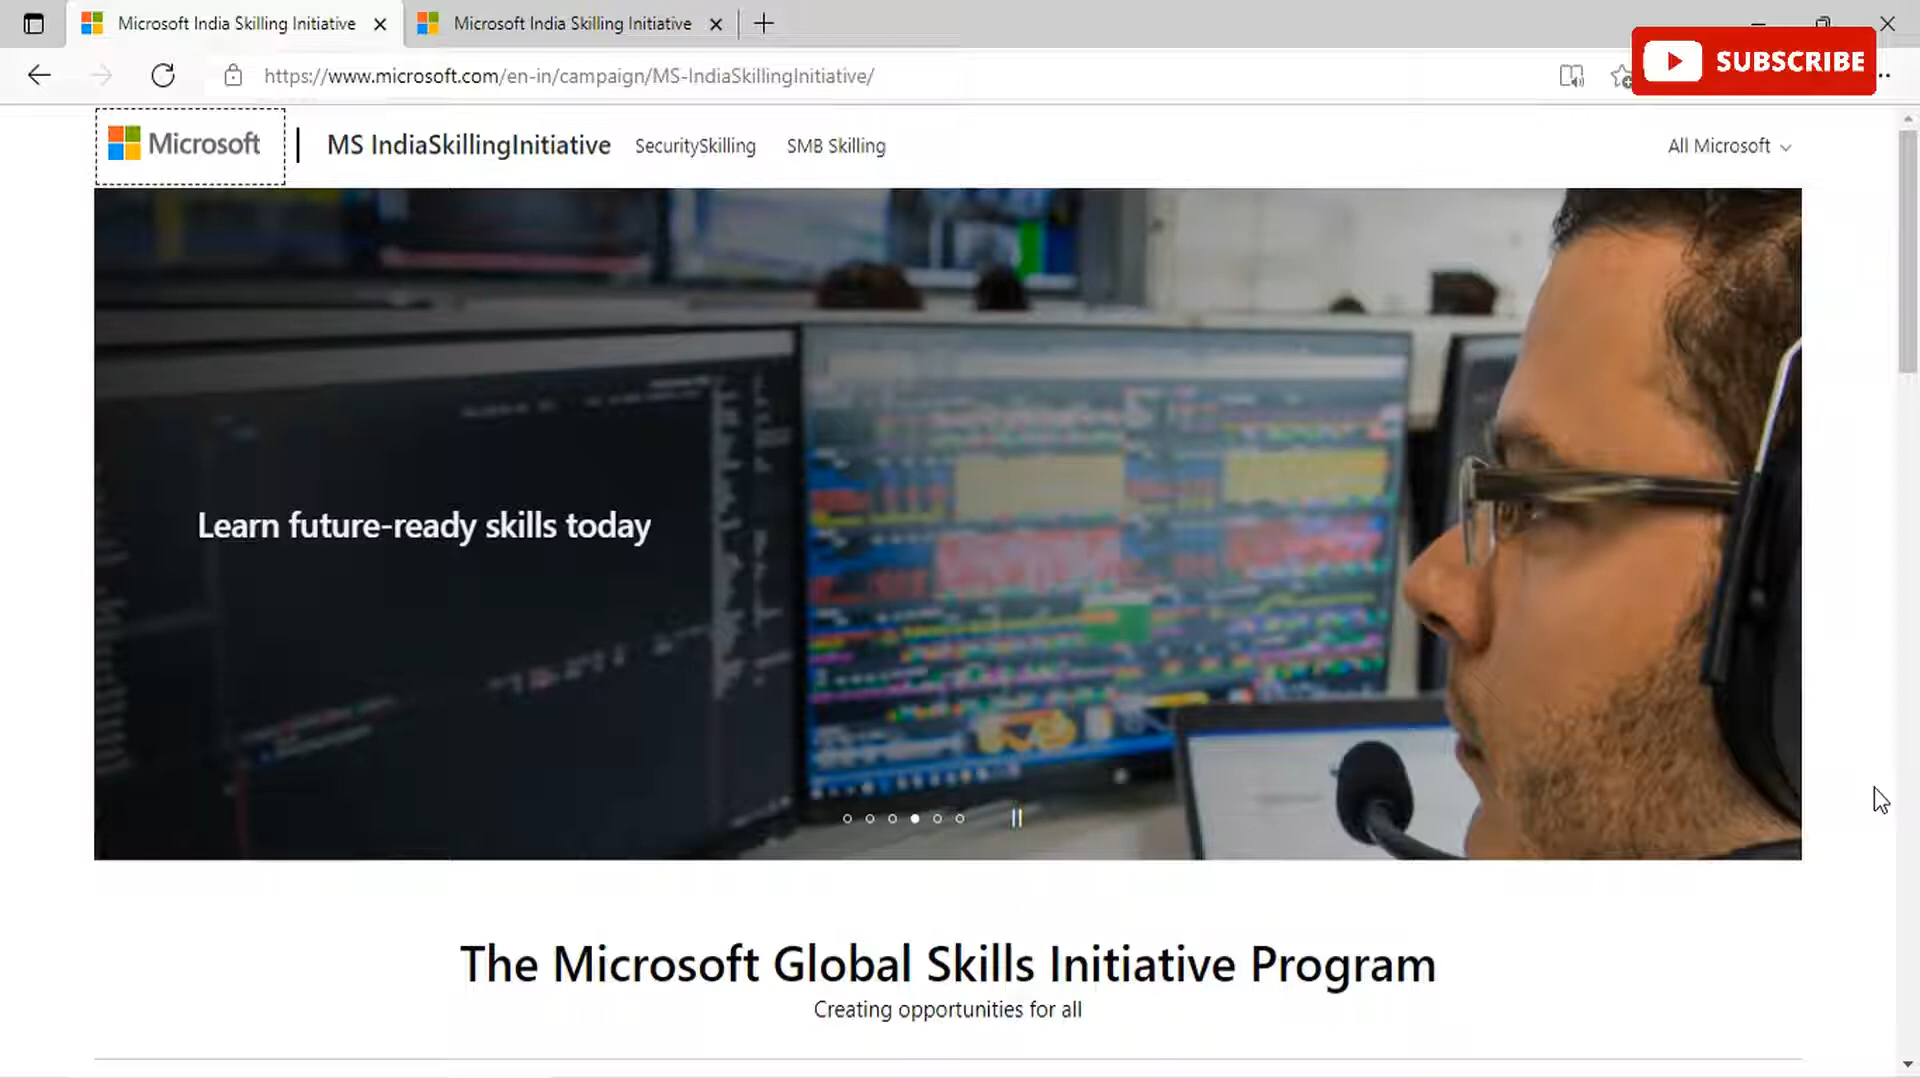 Microsoft India Skilling Initiative
Microsoft India Skilling Initiative
SUBSCRIBE
https://www.microsoft.com/en-in/campaign/MS-IndiaSkillingInitiative/
Microsoft
MS IndiaSkillingInitiative
SecuritySkilling
SMB Skilling
All Microsoft
Learn future-ready skills today
The Microsoft Global Skills Initiative Program
Creating opportunities for all